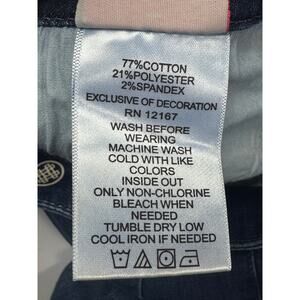 77%COTTON
21%POLYESTER
2%SPANDEX
EXCLUSIVE OF DECORATION
RN 12167
WASH BEFORE
WEARING
MACHINE WASH
COLD WITH LIKE
COLORS
INSIDE OUT
ONLY NON-CHLORINE
BLEACH WHEN
NEEDED
TUMBLE DRY LOW
COOL IRON IF NEEDED